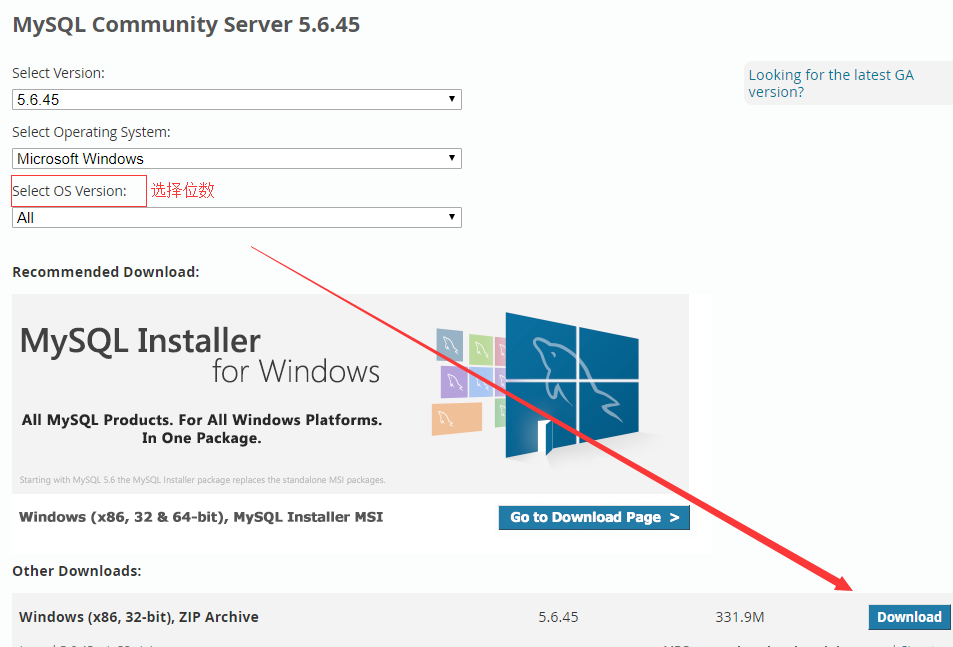 MySQL Community Server 5.6.45
Select Version:
Looking for the latest GA
version?
5.6.45
Select Operating System:
Microsoft Windows
Select OS Version: 选择位数
All
Recommended Download:
MySQL Installer
for Windows
All MySQL Products. For All Windows Platforms.
In One Package.
Starting with MySQL 5.6 the MySQL Installer package replaces the standalone MSI packages.
Windows (x86, 32 & 64-bit), MySQL Installer MSI
Go to Download Page >
Other Downloads:
Windows (x86, 32-bit), ZIP Archive 5.6.45 331.9M Download